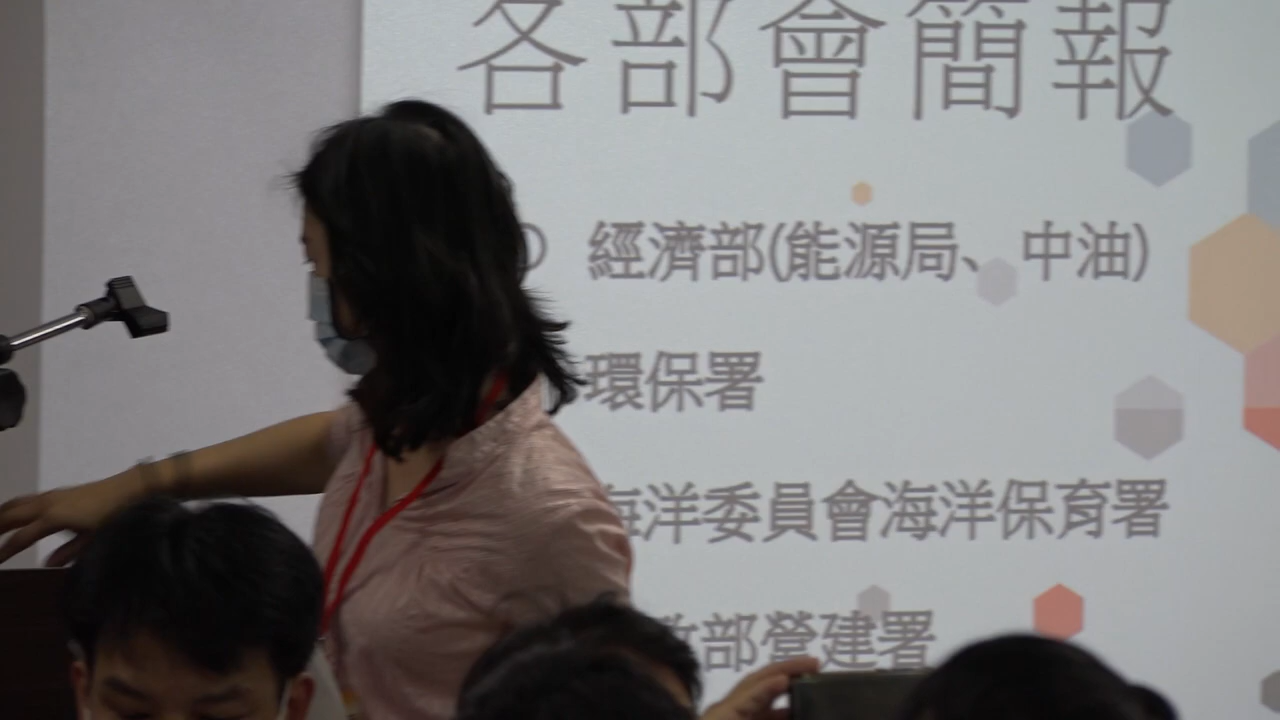 各部會簡報
經濟部(能源局、中油)
環保署
海洋委員會海洋保育署
政部營建署